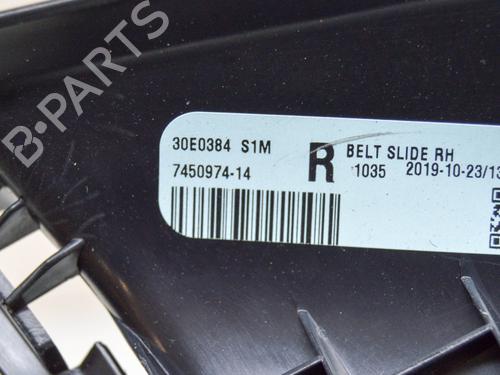 B-PARTS
30E0384 S1M
7450974-14
R
BELT SLIDE RH
1035 2019-10-23/13